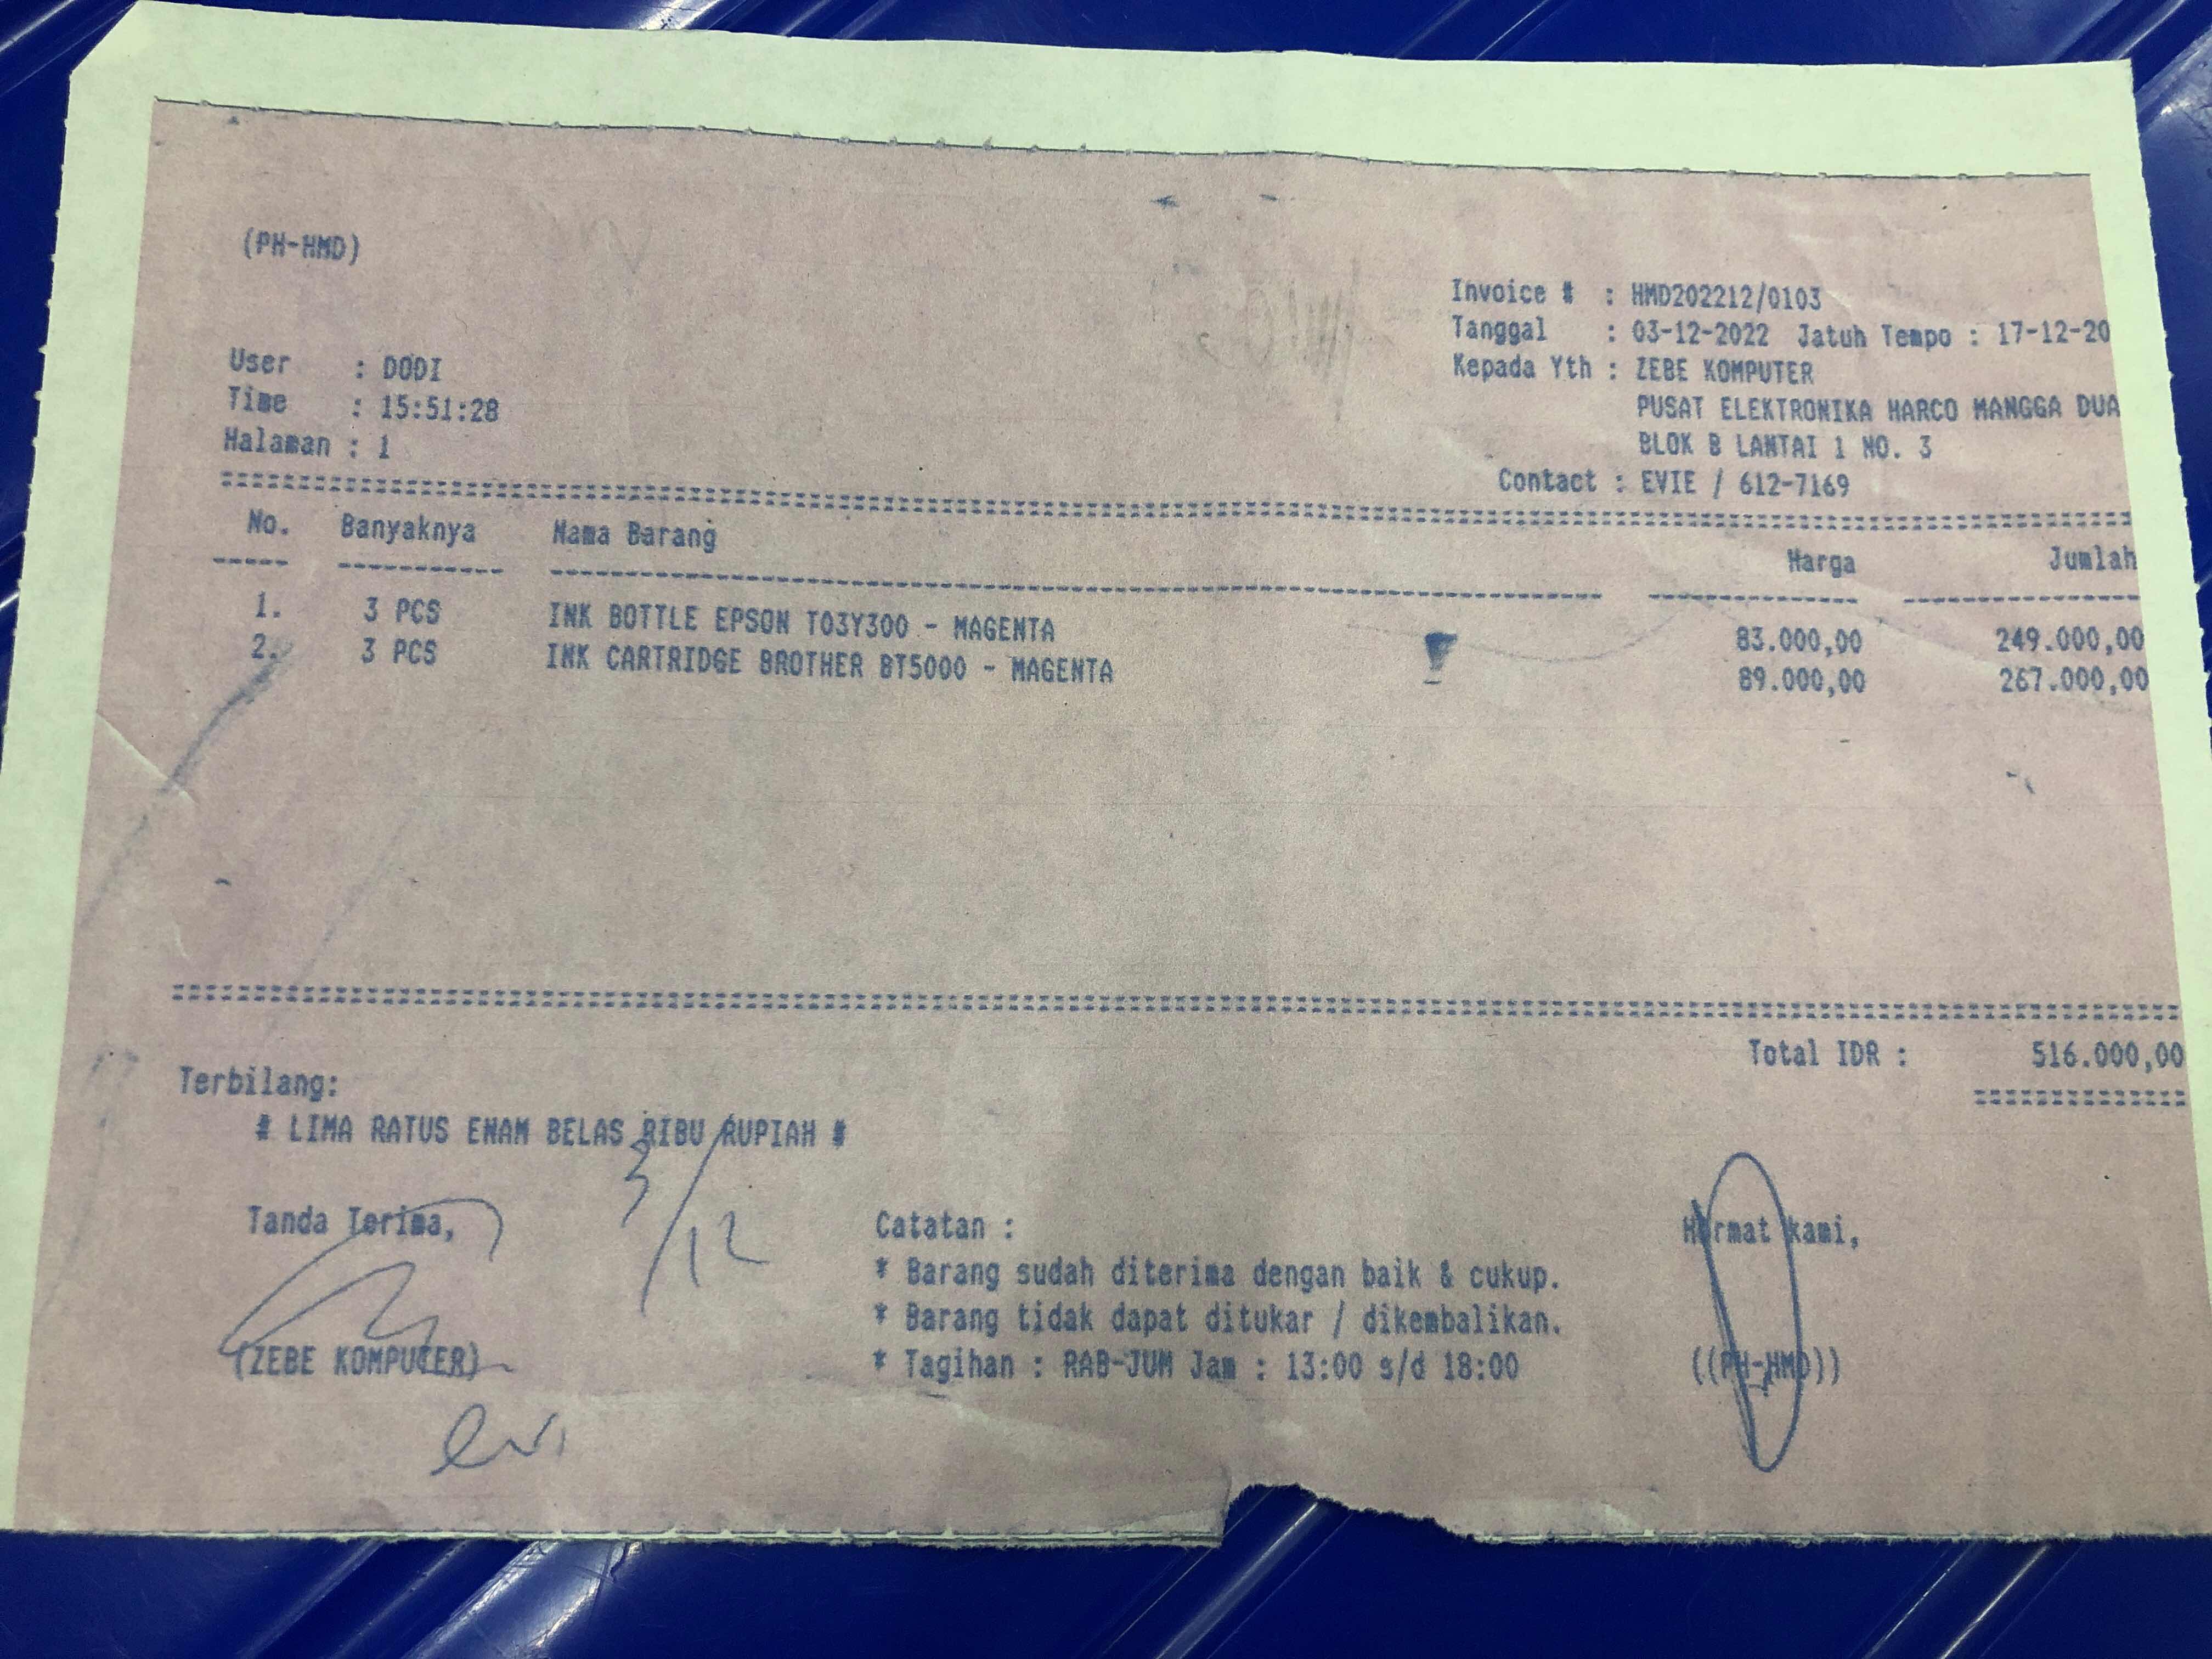 (PH-HMD)
Invoice # : HMD202212/0103
Tanggal : 03-12-2022 Jatuh Tempo : 17-12-20
Kepada Yth : ZEBE KOMPUTER
PUSAT ELEKTRONIKA HARCO MANGGA DUA
BLOK B LANTAI 1 NO. 3
Contact : EVIE / 612-7169
User : DODI
Time : 15:51:28
Halaman : 1
No. Banyaknya Nama Barang Harga Jumlah
1. 3 PCS INK BOTTLE EPSON T03Y300 - MAGENTA 83.000,00 249.000,00
2. 3 PCS INK CARTRIDGE BROTHER BT5000 - MAGENTA 89.000,00 267.000,00
Total IDR : 516.000,00
Terbilang:
# LIMA RATUS ENAM BELAS RIBU RUPIAH #
3/12
Tanda Terima,
(ZEBE KOMPUTER)
evi
Catatan :
* Barang sudah diterima dengan baik & cukup.
* Barang tidak dapat ditukar / dikembalikan.
* Tagihan : RAB-JUM Jam : 13:00 s/d 18:00
Hormat kami,
((PH-HMD))